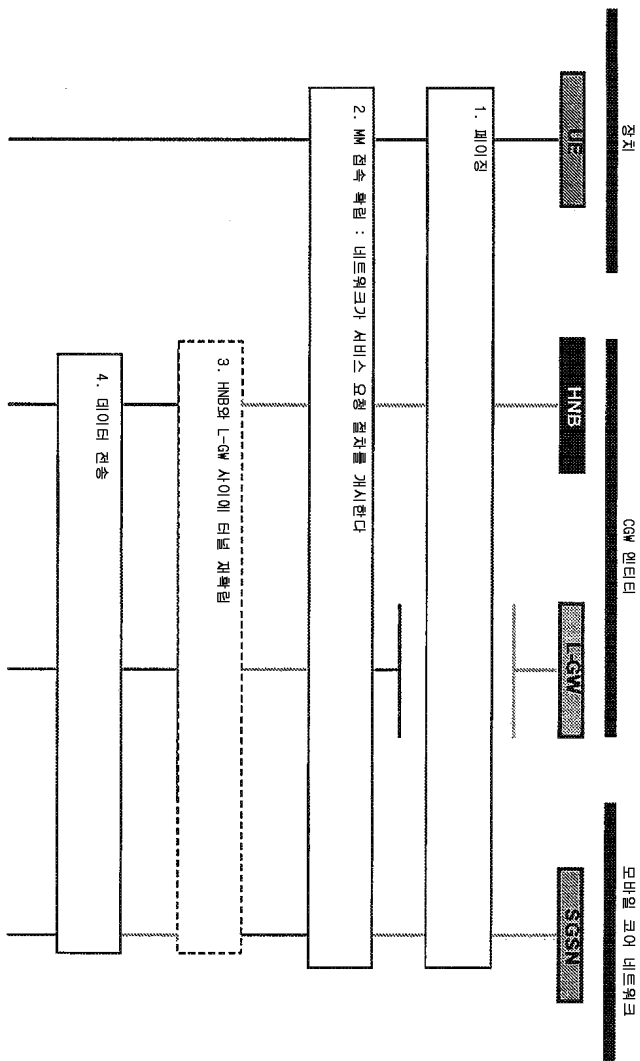 장치
CGW 엔티티
모바일 코어 네트워크
UE
HNB
L-GW
SGSN
1. 페이징
2. MM 접속 확립 : 네트워크가 서비스 요청 절차를 개시한다
3. HNB와 L-GW 사이에 터널 재확립
4. 데이터 전송